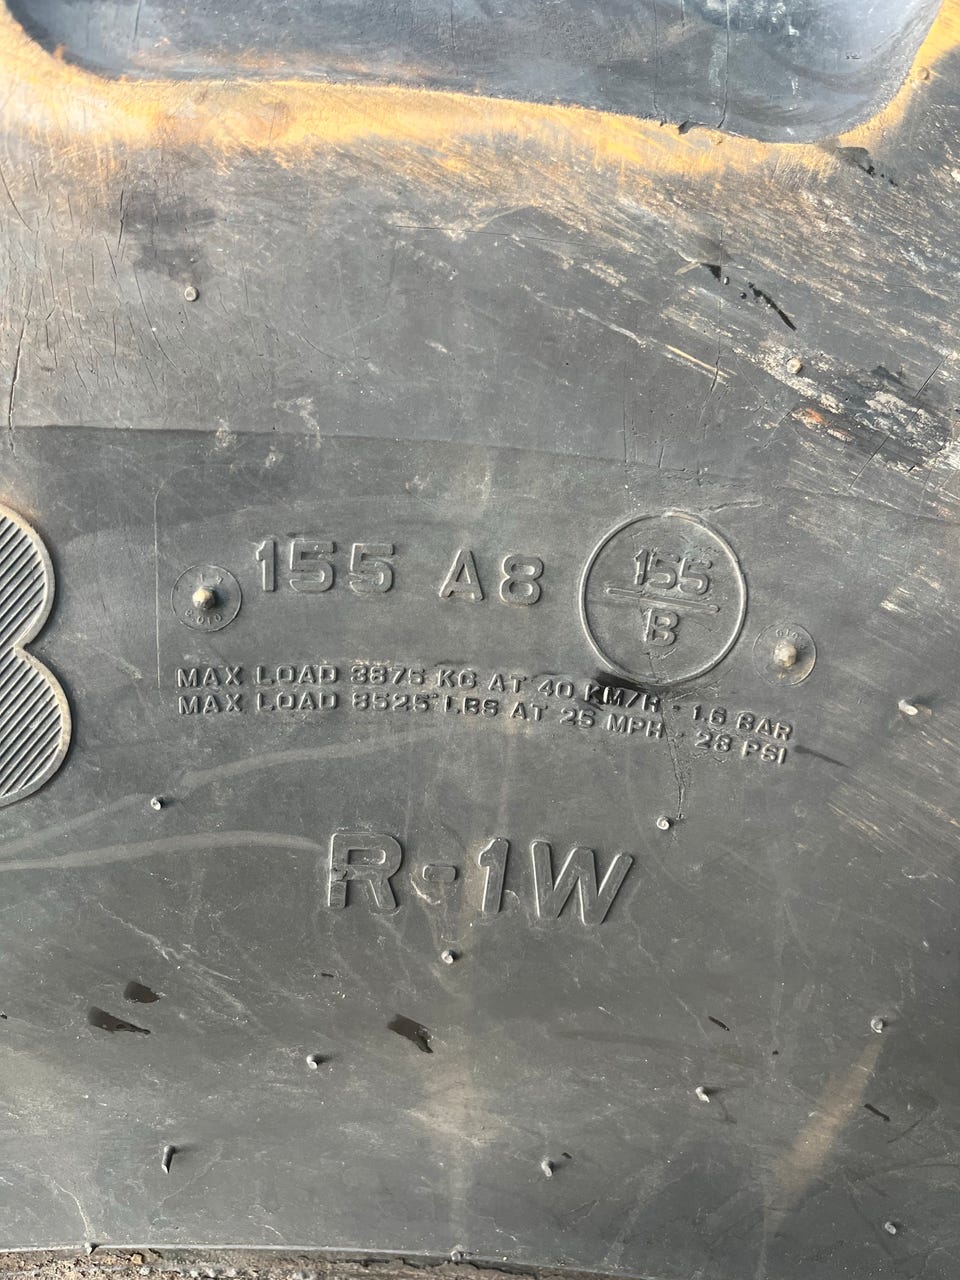 155 A8
155
B
MAX LOAD 3875 KG AT 40 KM/H - 1.6 BAR
MAX LOAD 8525 LBS AT 25 MPH - 23 PSI
R-1W